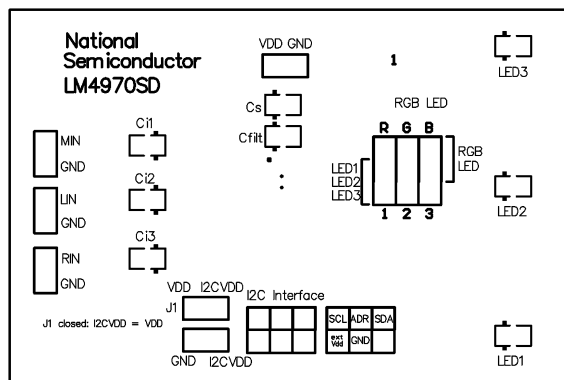 National
Semiconductor
LM4970SD
VDD GND
1
LED3
Cs
Cfilt
RGB LED
R G B
RGB
LED
LED1
LED2
LED3
1 2 3
MIN
GND
Ci1
LIN
GND
Ci2
LED2
RIN
GND
Ci3
VDD I2CVDD
J1
I2C Interface
J1 closed: I2CVDD = VDD
SCL ADR SDA
ext
Vdd
GND
GND I2CVDD
LED1